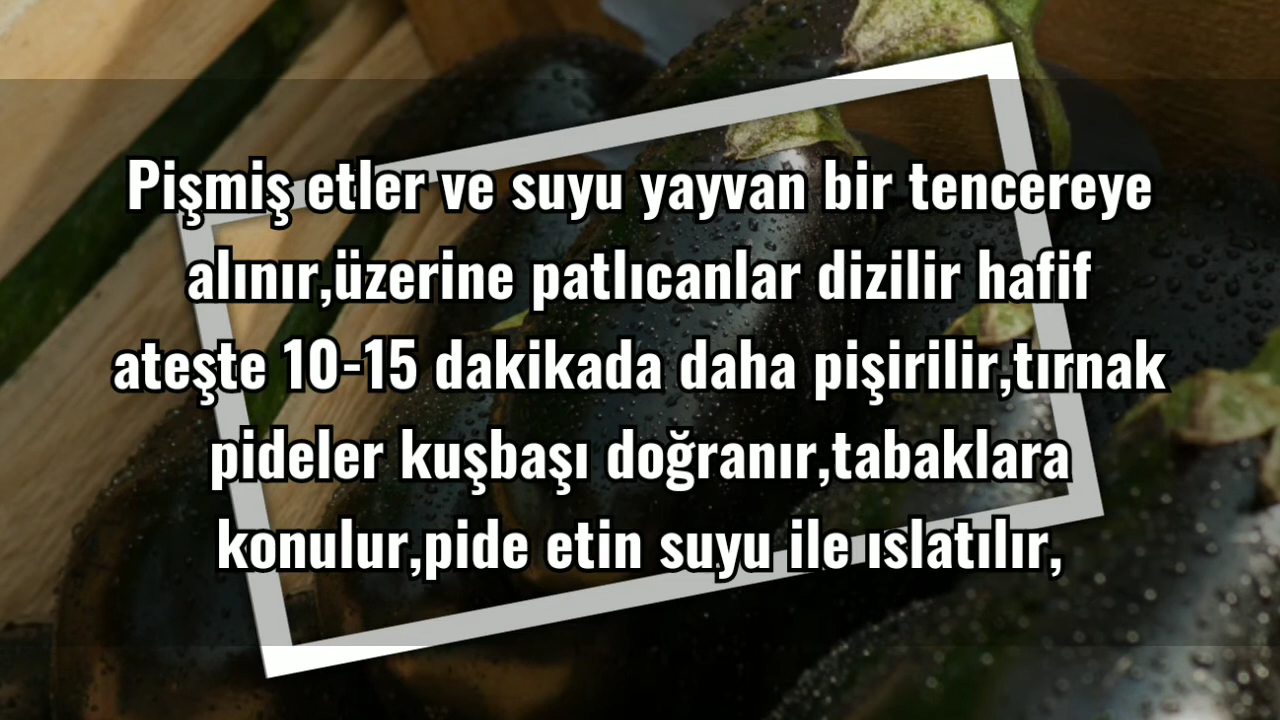 Pişmiş etler ve suyu yayvan bir tencereye
alınır,üzerine patlıcanlar dizilir hafif
ateşte 10-15 dakikada daha pişirilir,tırnak
pideler kuşbaşı doğranır,tabaklara
konulur,pide etin suyu ile ıslatılır,